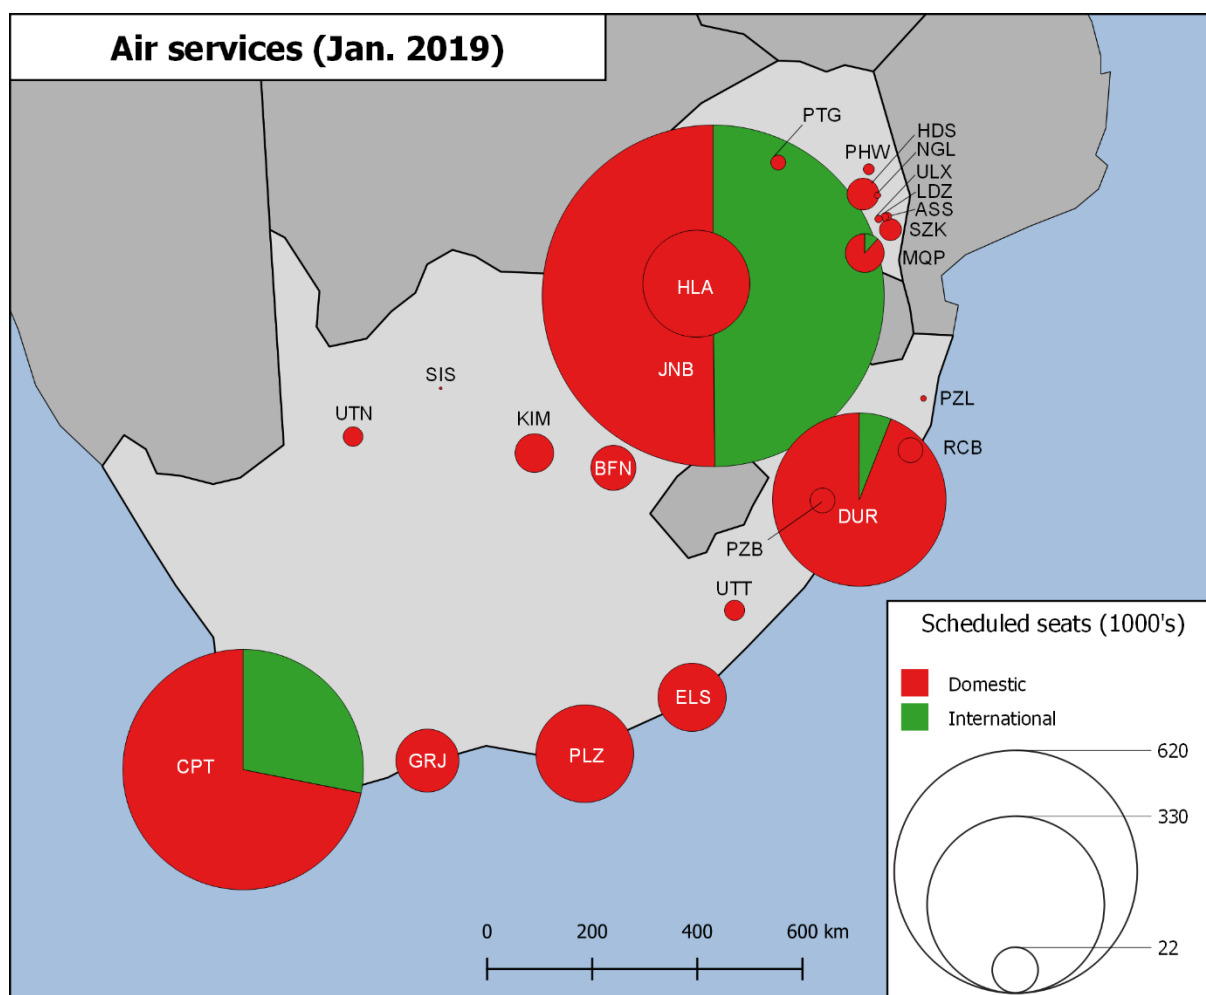 Air services (Jan. 2019)
PTG
HDS
NGL
PHW
ULX
LDZ
ASS
SZK
MQP
HLA
JNB
SIS
PZL
UTN
KIM
RCB
BFN
DUR
PZB
UTT
Scheduled seats (1000's)
Domestic
International
ELS
GRJ
PLZ
CPT
620
330
22
0 200 400 600 km